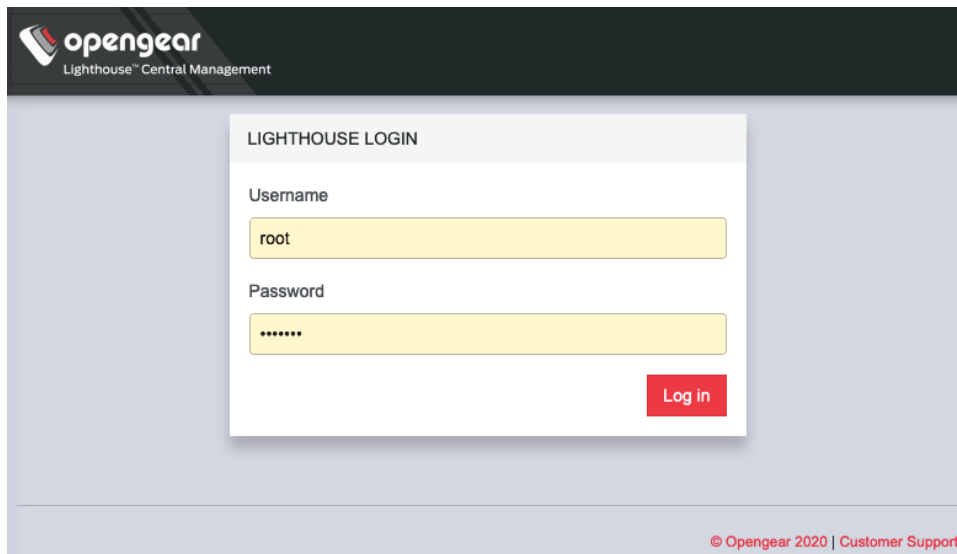 opengear
Lighthouse™ Central Management
LIGHTHOUSE LOGIN
Username
root
Password
•••••••
Log in
© Opengear 2020 | Customer Support